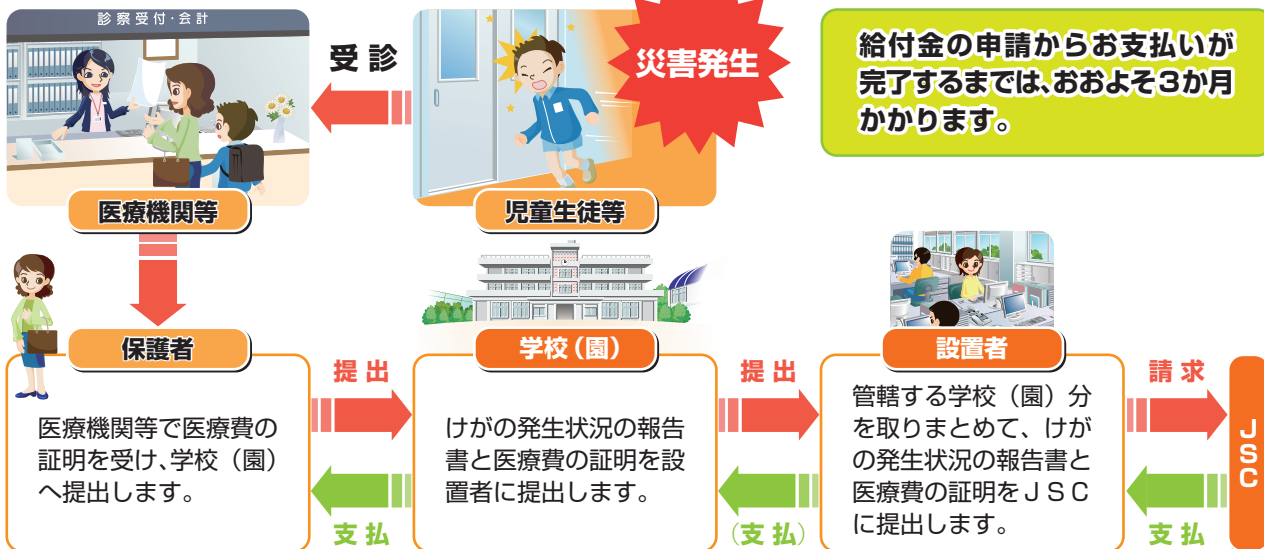 診察受付・会計
受診
災害発生
給付金の申請からお支払いが
完了するまでは、おおよそ3か月
かかります。
医療機関等
児童生徒等
保護者
医療機関等で医療費の
証明を受け、学校（園）
へ提出します。
提出
支払
学校（園）
けがの発生状況の報告
書と医療費の証明を設
置者に提出します。
提出
（支払）
設置者
管轄する学校（園）分
を取りまとめて、けが
の発生状況の報告書と
医療費の証明をＪＳＣ
に提出します。
請求
支払
JSC